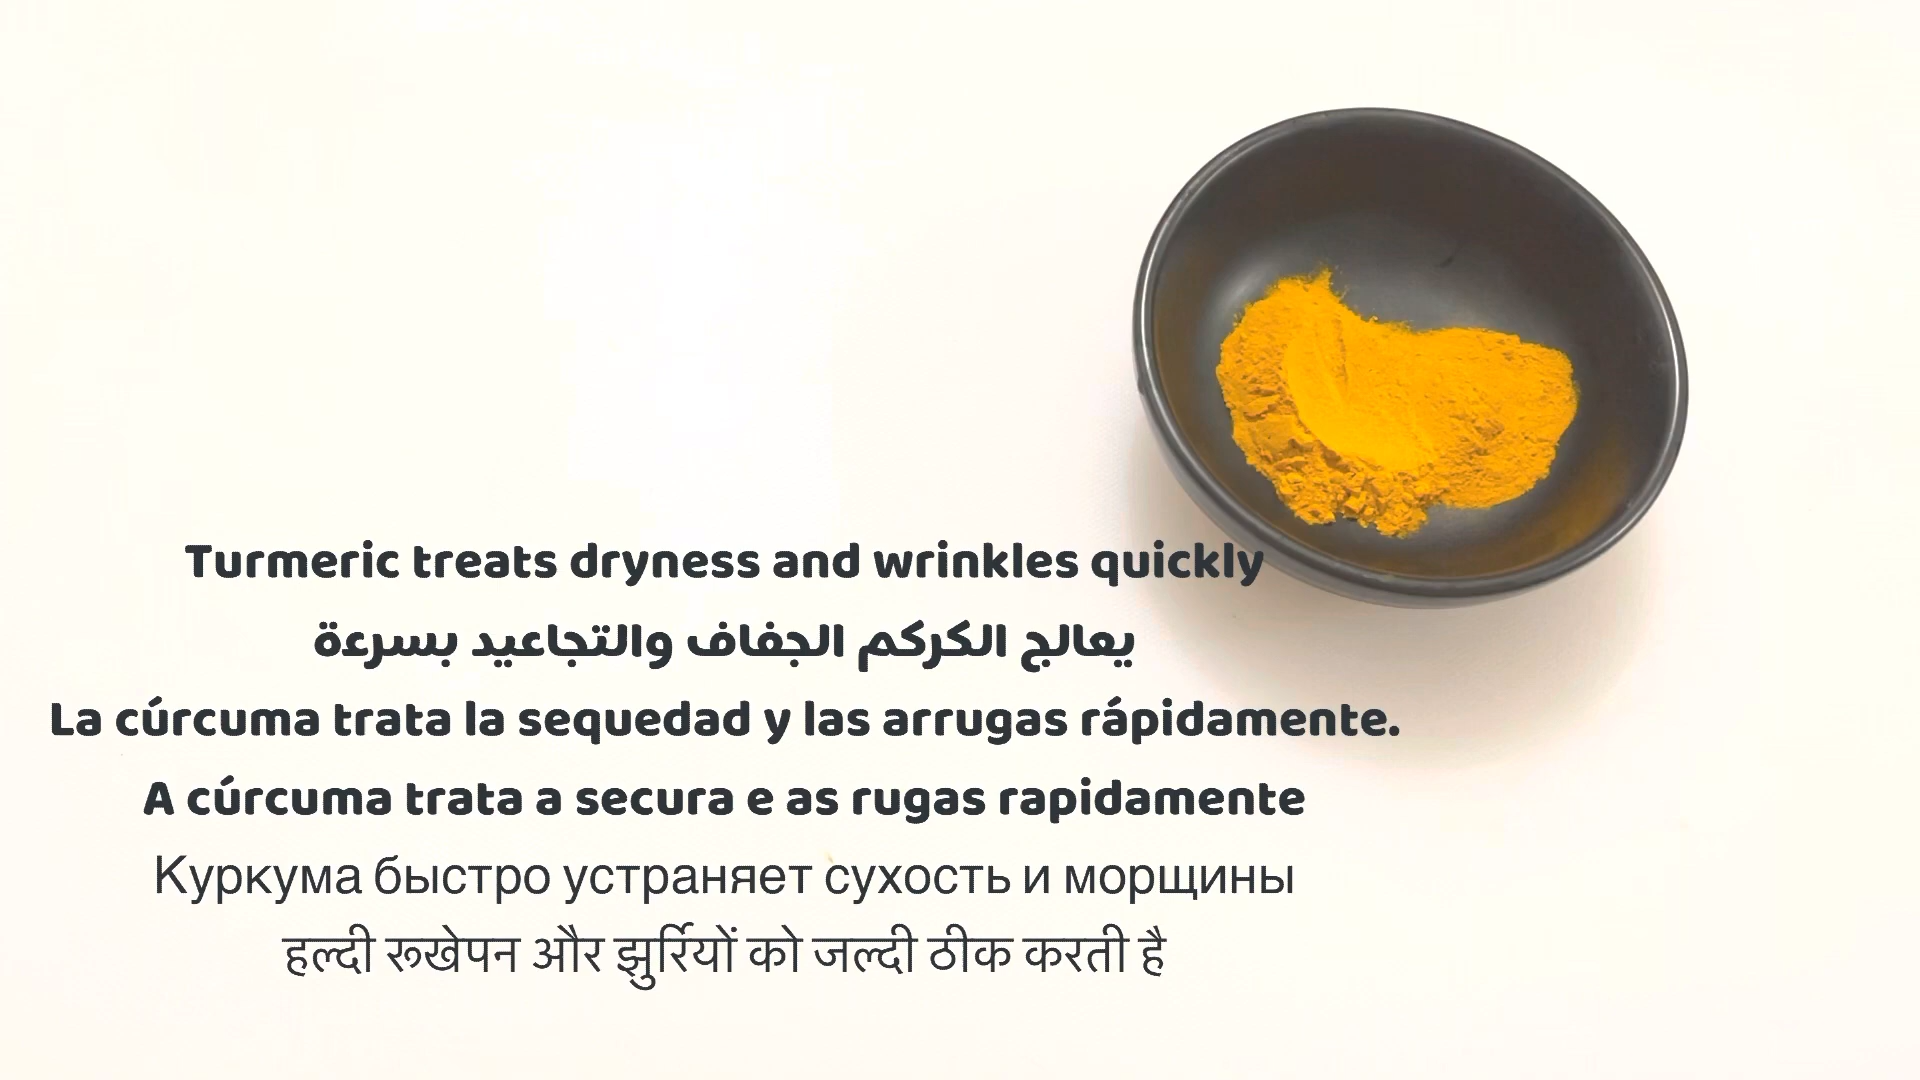 Turmeric treats dryness and wrinkles quickly
يعالج الكركم الجفاف والتجاعيد بسرعة
La cúrcuma trata la sequedad y las arrugas rápidamente.
A cúrcuma trata a secura e as rugas rapidamente
Куркума быстро устраняет сухость и морщины
हल्दी रूखेपन और झुर्रियों को जल्दी ठीक करती है